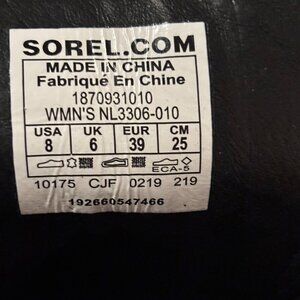 SOREL.COM
MADE IN CHINA
Fabriqué En Chine
1870931010
WMN'S NL3306-010
USA UK EUR CM
8 6 39 25
ECA-5
10175 CJF 0219 219
192660547466